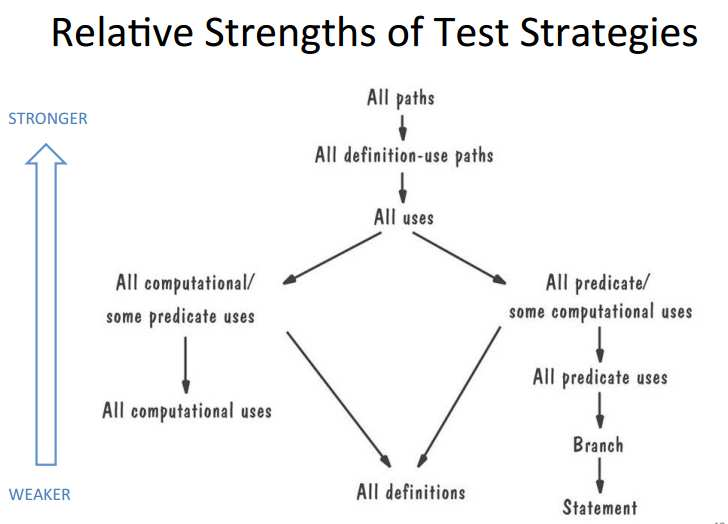 Relative Strengths of Test Strategies
STRONGER
All paths
All definition-use paths
All uses
All computational/
some predicate uses
All predicate/
some computational uses
All computational uses
All predicate uses
Branch
All definitions
Statement
WEAKER